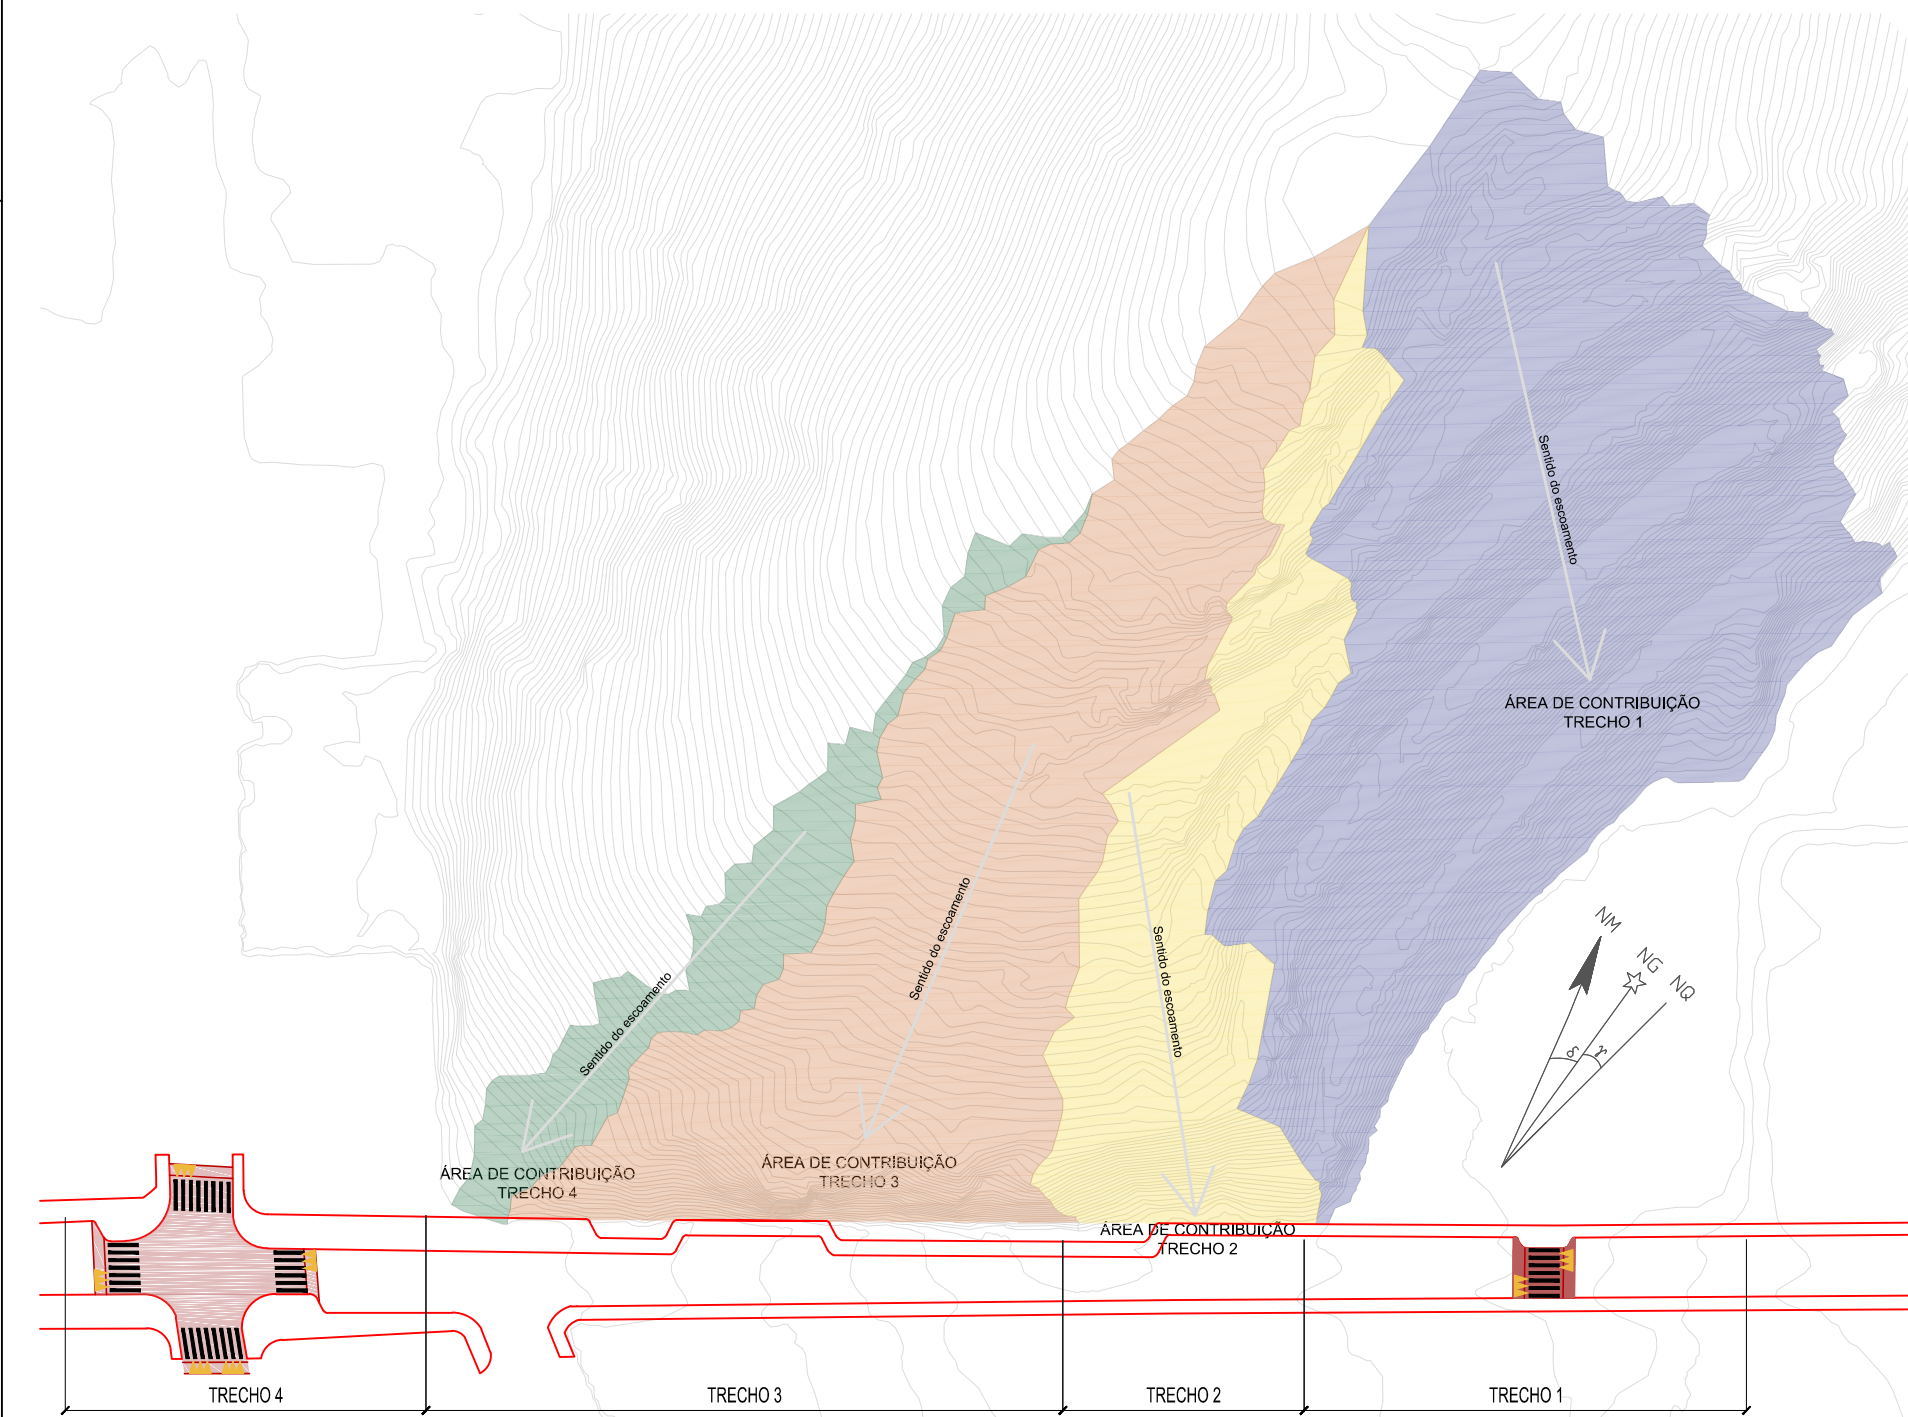 Sentido do escoamento
ÁREA DE CONTRIBUIÇÃO
TRECHO 1
Sentido do escoamento
Sentido do escoamento
Sentido do escoamento
NM
NG
NQ
δ
γ
ÁREA DE CONTRIBUIÇÃO
TRECHO 4
ÁREA DE CONTRIBUIÇÃO
TRECHO 3
ÁREA DE CONTRIBUIÇÃO
TRECHO 2
TRECHO 4
TRECHO 3
TRECHO 2
TRECHO 1